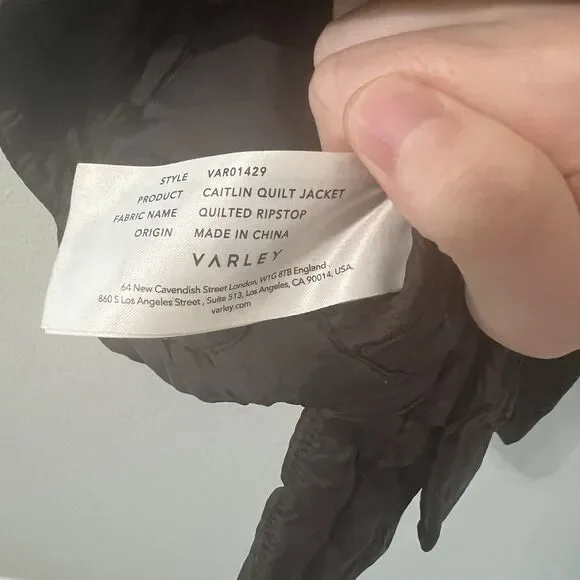 STYLE VAR01429
PRODUCT CAITLIN QUILT JACKET
FABRIC NAME QUILTED RIPSTOP
ORIGIN MADE IN CHINA
VARLEY
64 New Cavendish Street London, W1G 8TB England.
860 S Los Angeles Street, Suite 513, Los Angeles, CA 90014, USA.
varley.com